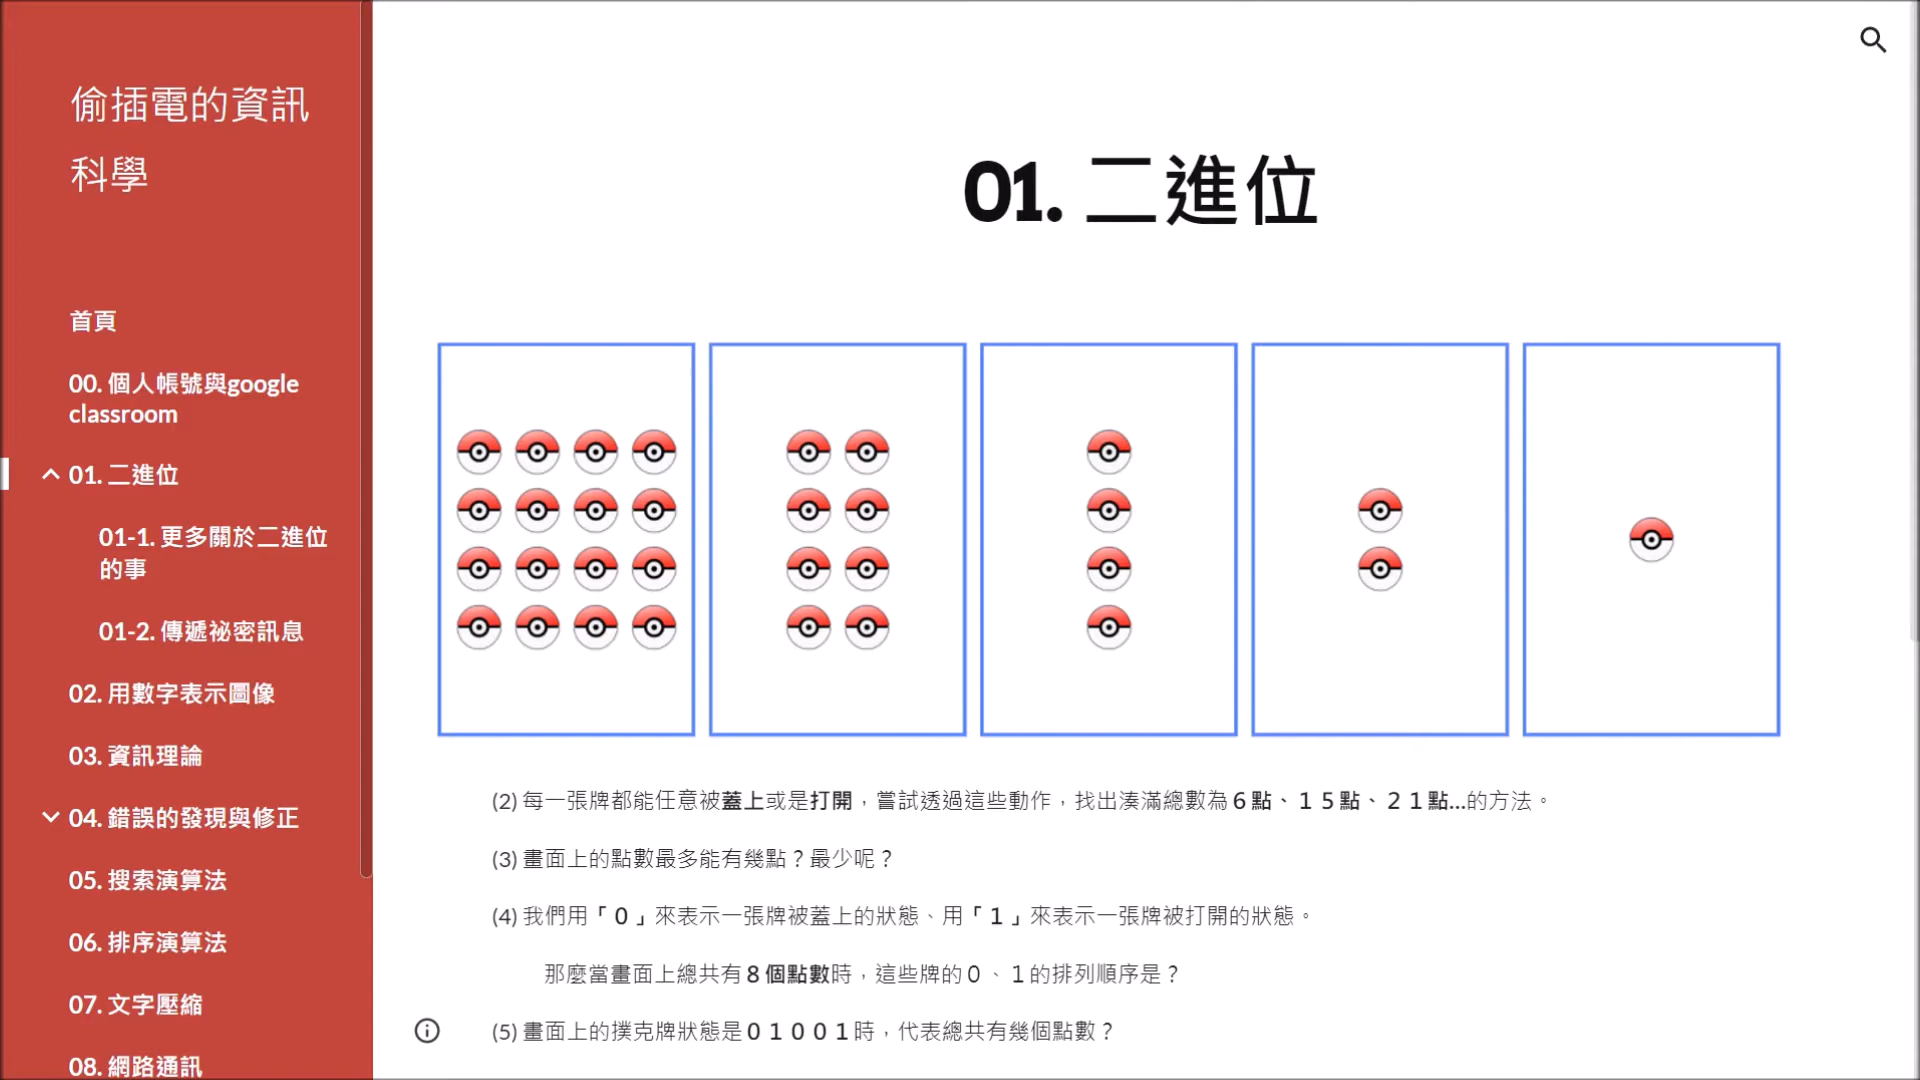 偷插電的資訊
科學
首頁
00. 個人帳號與google
classroom
01. 二進位
01-1. 更多關於二進位
的事
01-2. 傳遞祕密訊息
02. 用數字表示圖像
03. 資訊理論
04. 錯誤的發現與修正
05. 搜索演算法
06. 排序演算法
07. 文字壓縮
08. 網路通訊
01. 二進位
(2) 每一張牌都能任意被蓋上或是打開，嘗試透過這些動作，找出湊滿總數為６點、１５點、２１點...的方法。
(3) 畫面上的點數最多能有幾點？最少呢？
(4) 我們用「０」來表示一張牌被蓋上的狀態、用「１」來表示一張牌被打開的狀態。
那麼當畫面上總共有８個點數時，這些牌的０、１的排列順序是？
(5) 畫面上的撲克牌狀態是０１００１時，代表總共有幾個點數？